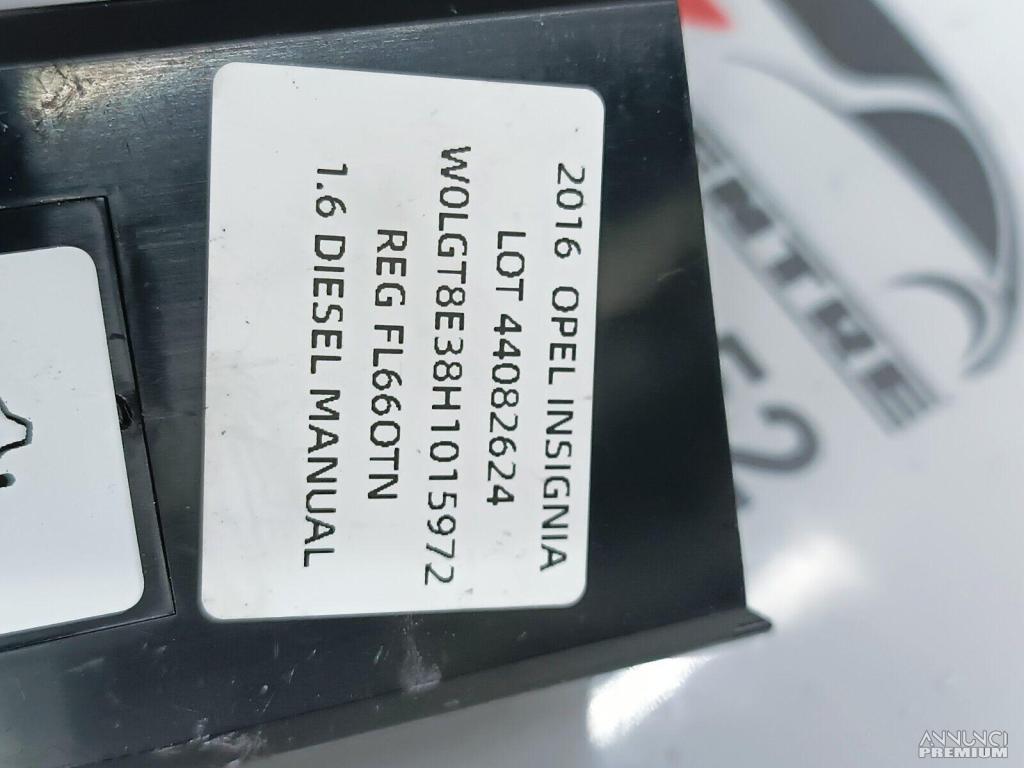 2016 OPEL INSIGNIA
LOT 44082624
W0LGT8E38H1015972
REG FL66OTN
1.6 DIESEL MANUAL
ANNUNCI
PREMIUM